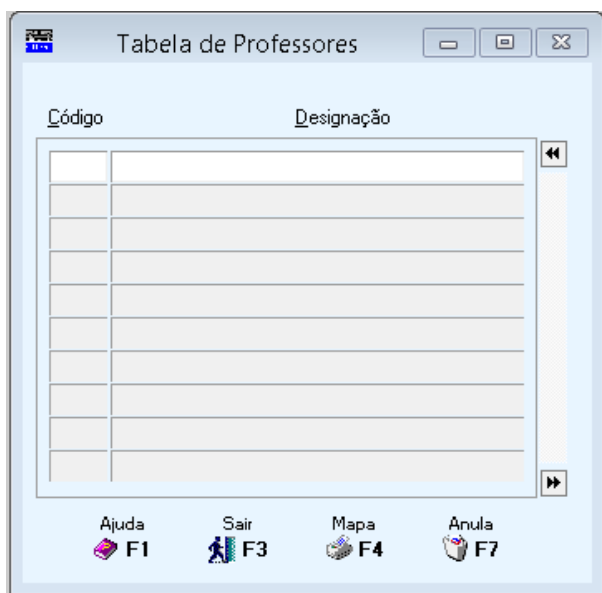 Tabela de Professores
Código Designação
Ajuda Sair Mapa Anula
F1 F3 F4 F7